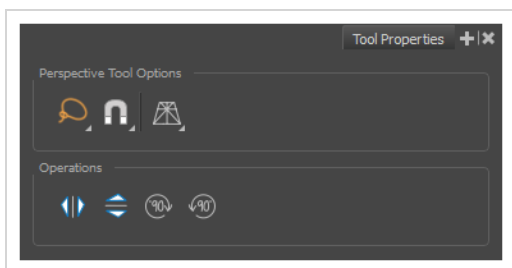 Tool Properties
Perspective Tool Options
Operations
90
90°